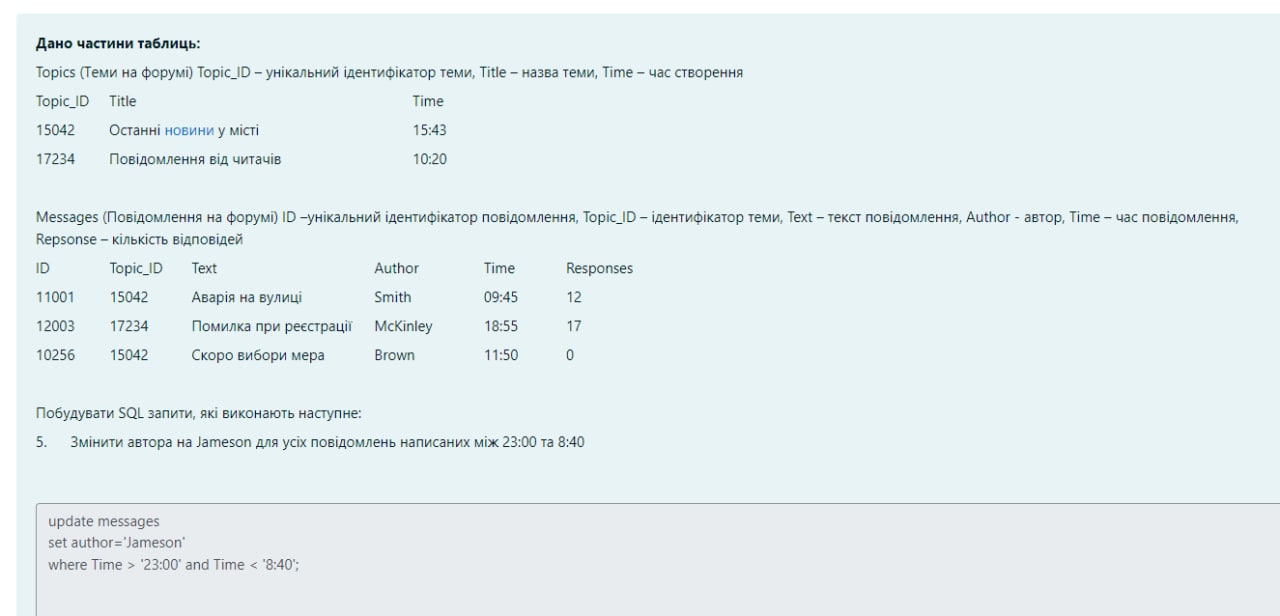 Дано частини таблиць:
Topics (Теми на форумі) Topic_ID – унікальний ідентифікатор теми, Title – назва теми, Time – час створення
Topic_ID Title Time
15042 Останні новини у місті 15:43
17234 Повідомлення від читачів 10:20
Messages (Повідомлення на форумі) ID –унікальний ідентифікатор повідомлення, Topic_ID – ідентифікатор теми, Text – текст повідомлення, Author - автор, Time – час повідомлення,
Repsonse – кількість відповідей
ID Topic_ID Text Author Time Responses
11001 15042 Аварія на вулиці Smith 09:45 12
12003 17234 Помилка при реєстрації McKinley 18:55 17
10256 15042 Скоро вибори мера Brown 11:50 0
Побудувати SQL запити, які виконають наступне:
5. Змінити автора на Jameson для усіх повідомлень написаних між 23:00 та 8:40
update messages
set author='Jameson'
where Time > '23:00' and Time < '8:40';